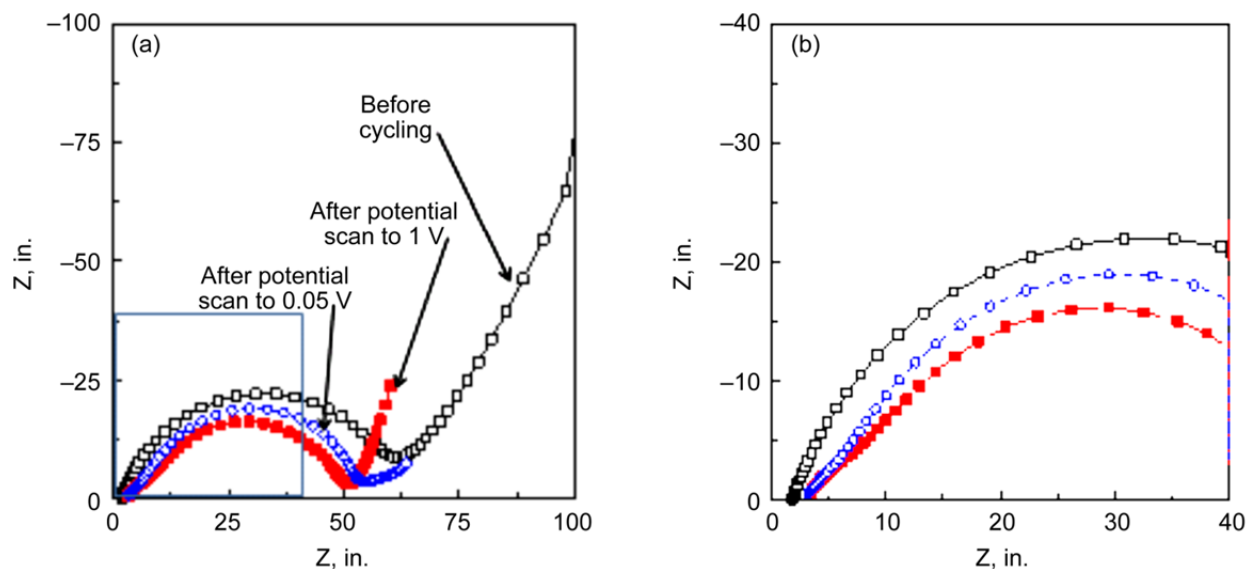 (a)
–100
–75
–50
–25
0
Z, in.
Before
cycling
After potential
scan to 1 V
After potential
scan to 0.05 V
0
25
50
75
100
Z, in.
(b)
–40
–30
–20
–10
0
Z, in.
0
10
20
30
40
Z, in.